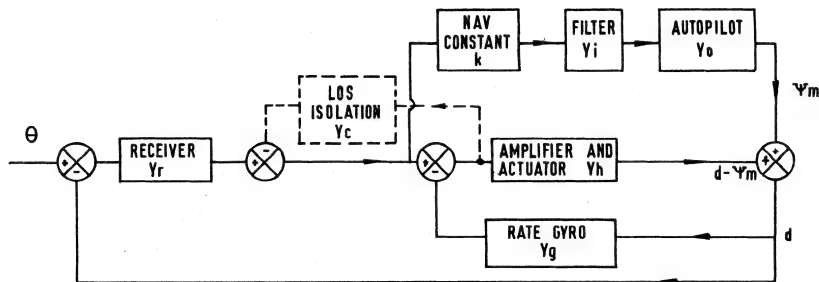 NAV
CONSTANT
k
FILTER
Yi
AUTOPILOT
Yo
Ψm
LOS
ISOLATION
Yc
θ
+
-
RECEIVER
Yr
+
-
+
-
AMPLIFIER AND
ACTUATOR Yh
d-Ψm
+
+
RATE GYRO
Yg
d